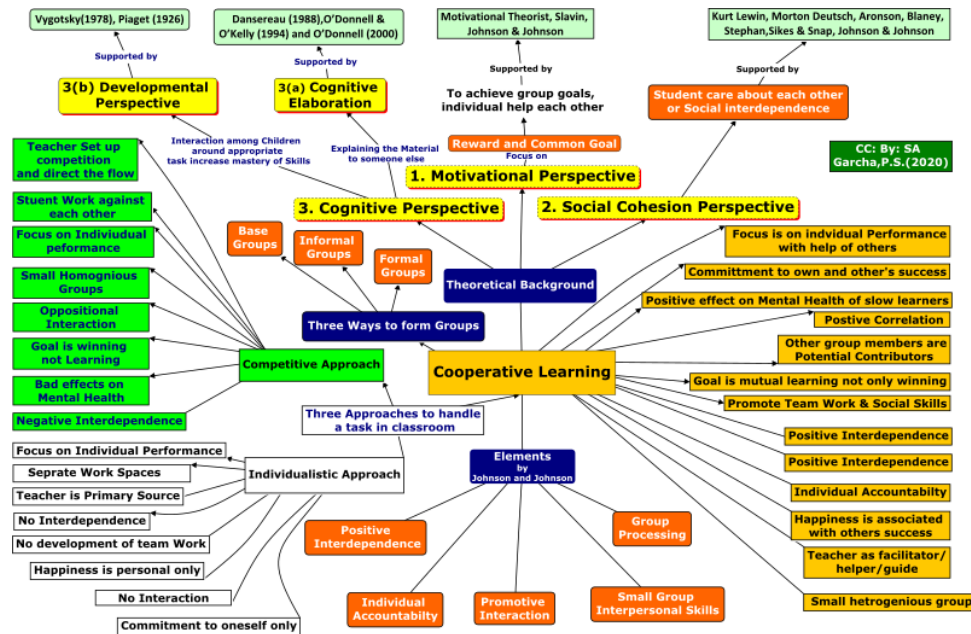 Vygotsky(1978), Piaget (1926)
Dansereau (1988),O'Donnell &
O'Kelly (1994) and O'Donnell (2000)
Motivational Theorist, Slavin,
Johnson & Johnson
Kurt Lewin, Morton Deutsch, Aronson, Blaney,
Stephan,Sikes & Snap, Johnson & Johnson
Supported by
Supported by
Supported by
Supported by
3(b) Developmental
Perspective
3(a) Cognitive
Elaboration
To achieve group goals,
individual help each other
Student care about each other
or Social interdependence
Interaction among Children
around appropriate
task increase mastery of Skills
Explaining the Material
to someone else
Reward and Common Goal
Focus on
CC: By: SA
Garcha,P.S.(2020)
1. Motivational Perspective
3. Cognitive Perspective
2. Social Cohesion Perspective
Teacher Set up
competition
and direct the flow
Stuent Work against
each other
Focus on Indiviudual
peformance
Small Homognious
Groups
Oppositional
Interaction
Goal is winning
not Learning
Bad effects on
Mental Health
Negative Interdependence
Base
Groups
Informal
Groups
Formal
Groups
Theoretical Background
Three Ways to form Groups
Competitive Approach
Cooperative Learning
Focus is on indvidual Performance
with help of others
Committment to own and other's success
Positive effect on Mental Health of slow learners
Postive Correlation
Other group members are
Potential Contributors
Goal is mutual learning not only winning
Promote Team Work & Social Skills
Positive Interdependence
Positive Interdependence
Individual Accountabilty
Happiness is associated
with others success
Teacher as facilitator/
helper/guide
Small hetrogenious group
Three Approaches to handle
a task in classroom
Individualistic Approach
Focus on Individual Performance
Seprate Work Spaces
Teacher is Primary Source
No Interdependence
No development of team Work
Happiness is personal only
No Interaction
Commitment to oneself only
Elements
by
Johnson and Johnson
Positive
Interdependence
Group
Processing
Individual
Accountabilty
Promotive
Interaction
Small Group
Interpersonal Skills